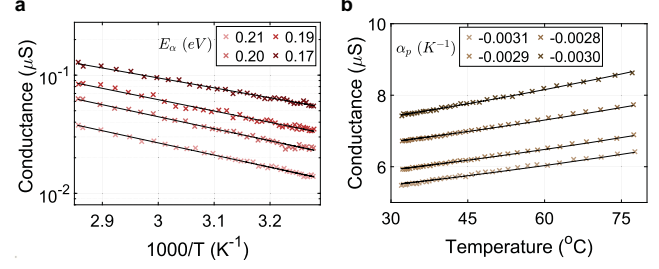 a
E_α (eV)
0.21 0.19
0.20 0.17
Conductance (μS)
10^-1
10^-2
2.9 3 3.1 3.2
1000/T (K^-1)
b
α_p (K^-1)
-0.0031 -0.0028
-0.0029 -0.0030
Conductance (μS)
10
8
6
30 45 60 75
Temperature (^oC)